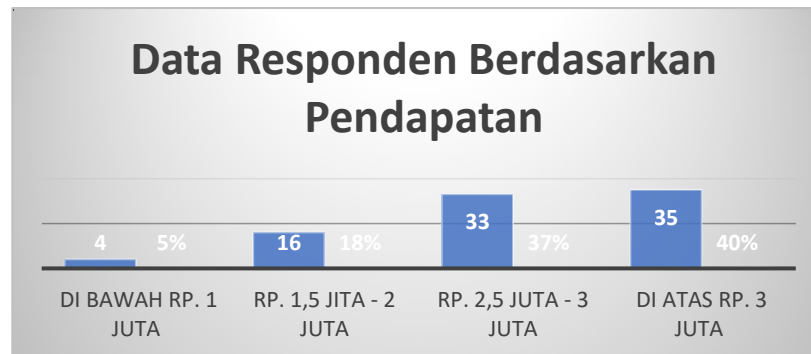 Data Responden Berdasarkan
Pendapatan
4 5% 16 18% 33 37% 35 40%
DI BAWAH RP. 1
JUTA
RP. 1,5 JITA - 2
JUTA
RP. 2,5 JUTA - 3
JUTA
DI ATAS RP. 3
JUTA